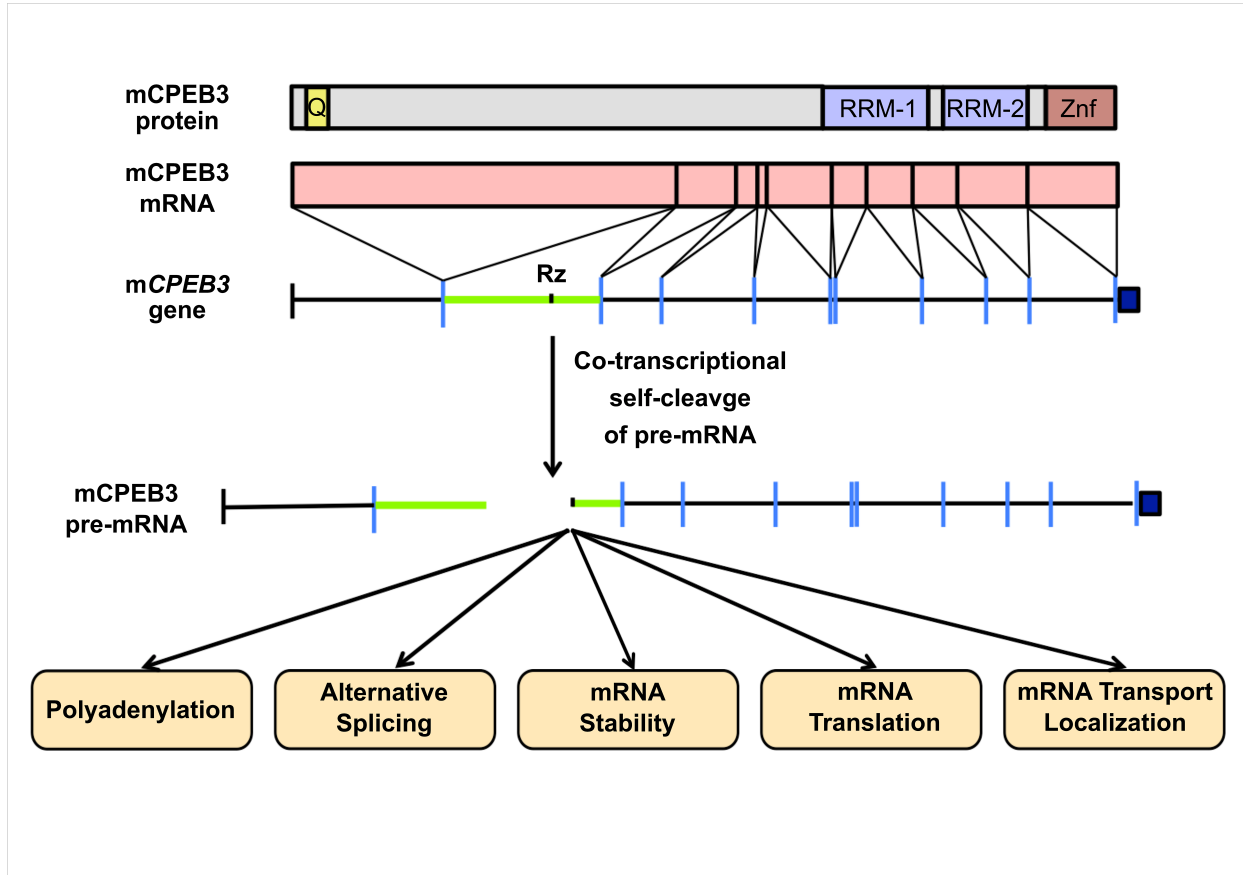 mCPEB3
protein
Q
RRM-1
RRM-2
Znf
mCPEB3
mRNA
mCPEB3
gene
Rz
Co-transcriptional
self-cleavge
of pre-mRNA
mCPEB3
pre-mRNA
Polyadenylation
Alternative
Splicing
mRNA
Stability
mRNA
Translation
mRNA Transport
Localization